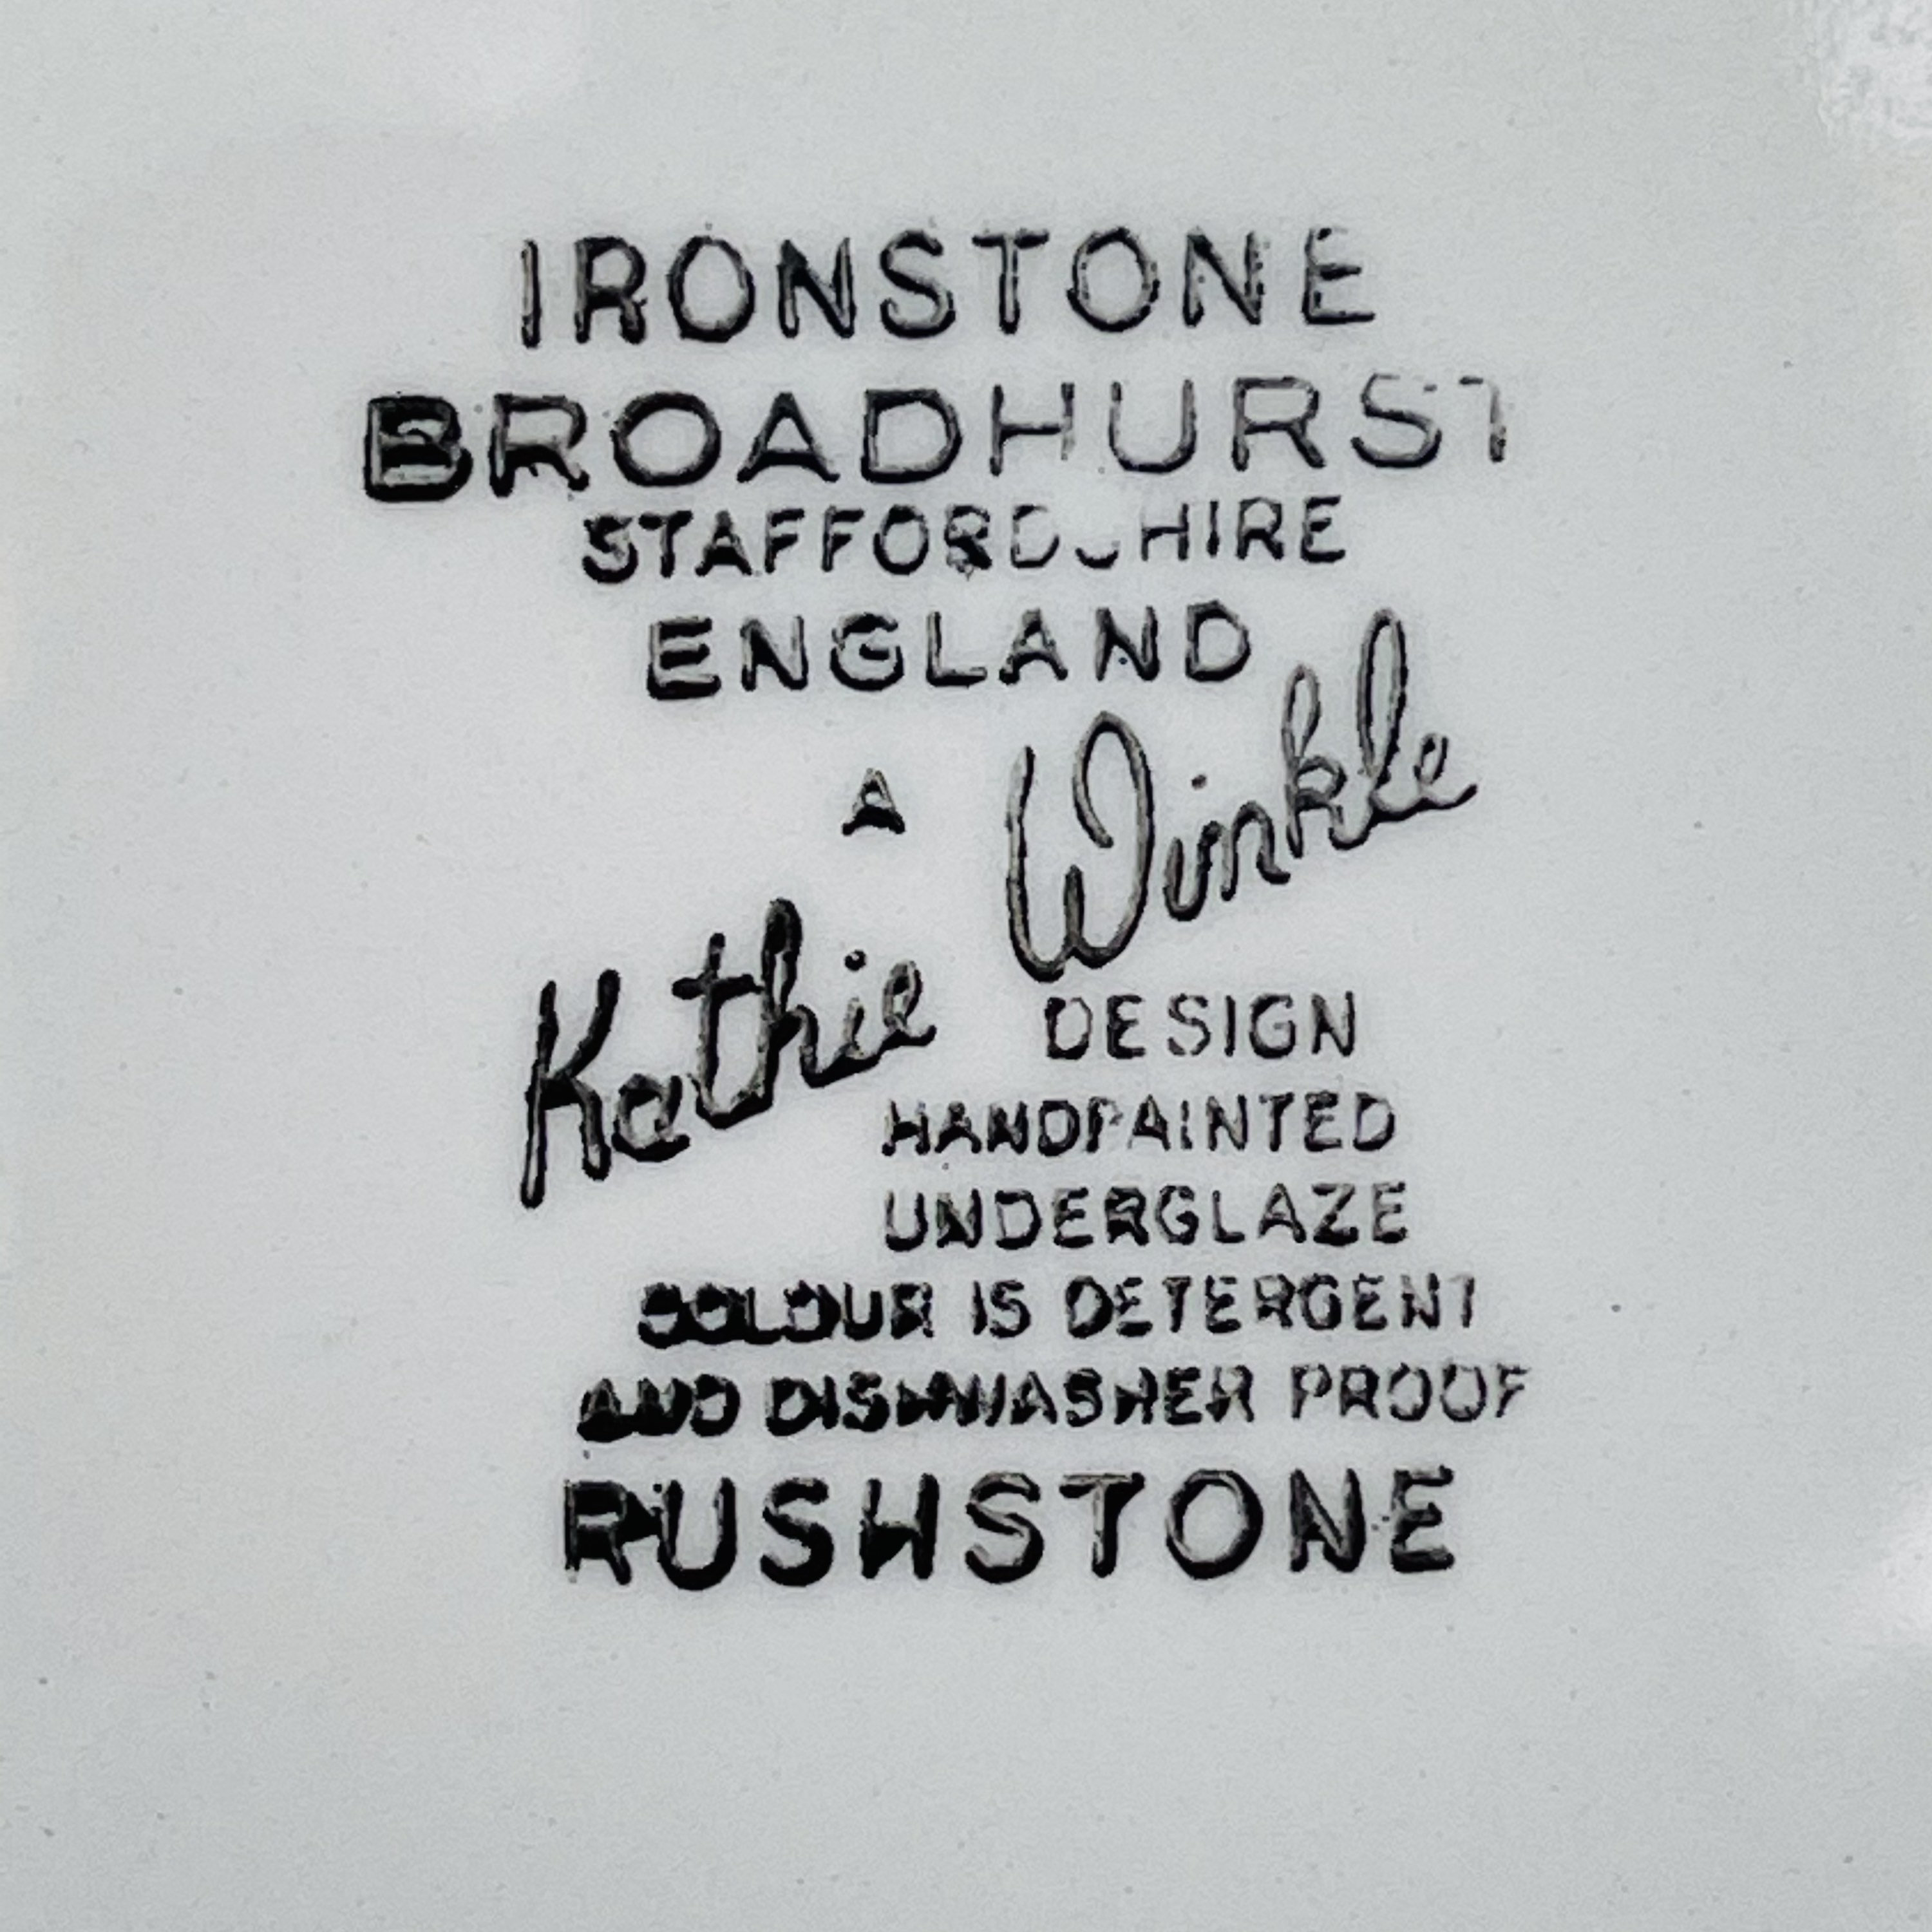 IRONSTONE
BROADHURST
STAFFORDSHIRE
ENGLAND
A
Kathie Winkle
DESIGN
HANDPAINTED
UNDERGLAZE
COLOUR IS DETERGENT
AND DISHWASHER PROOF
RUSHSTONE